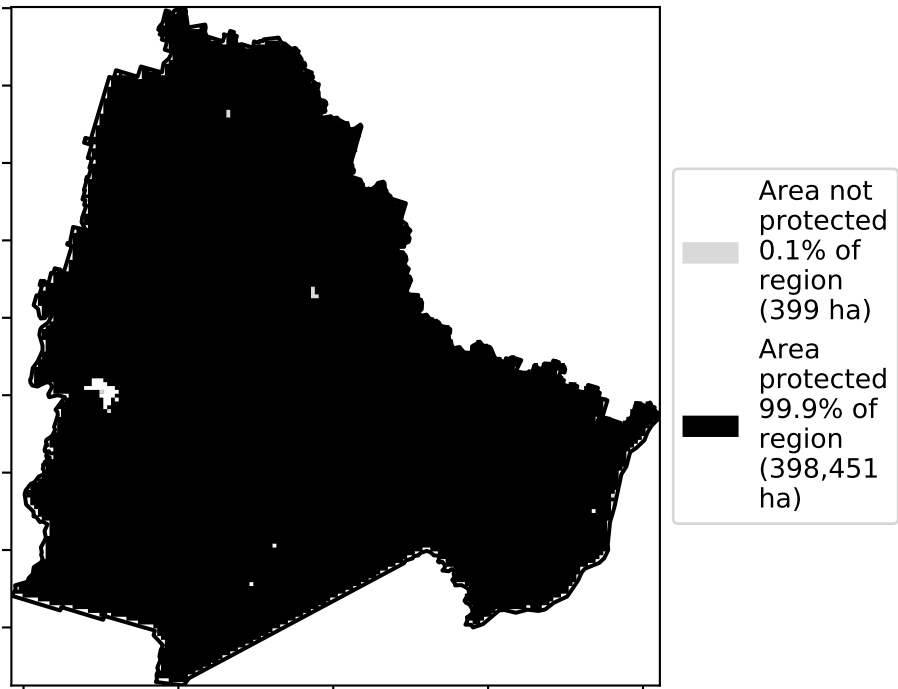 Area not
protected
0.1% of
region
(399 ha)
Area
protected
99.9% of
region
(398,451
ha)